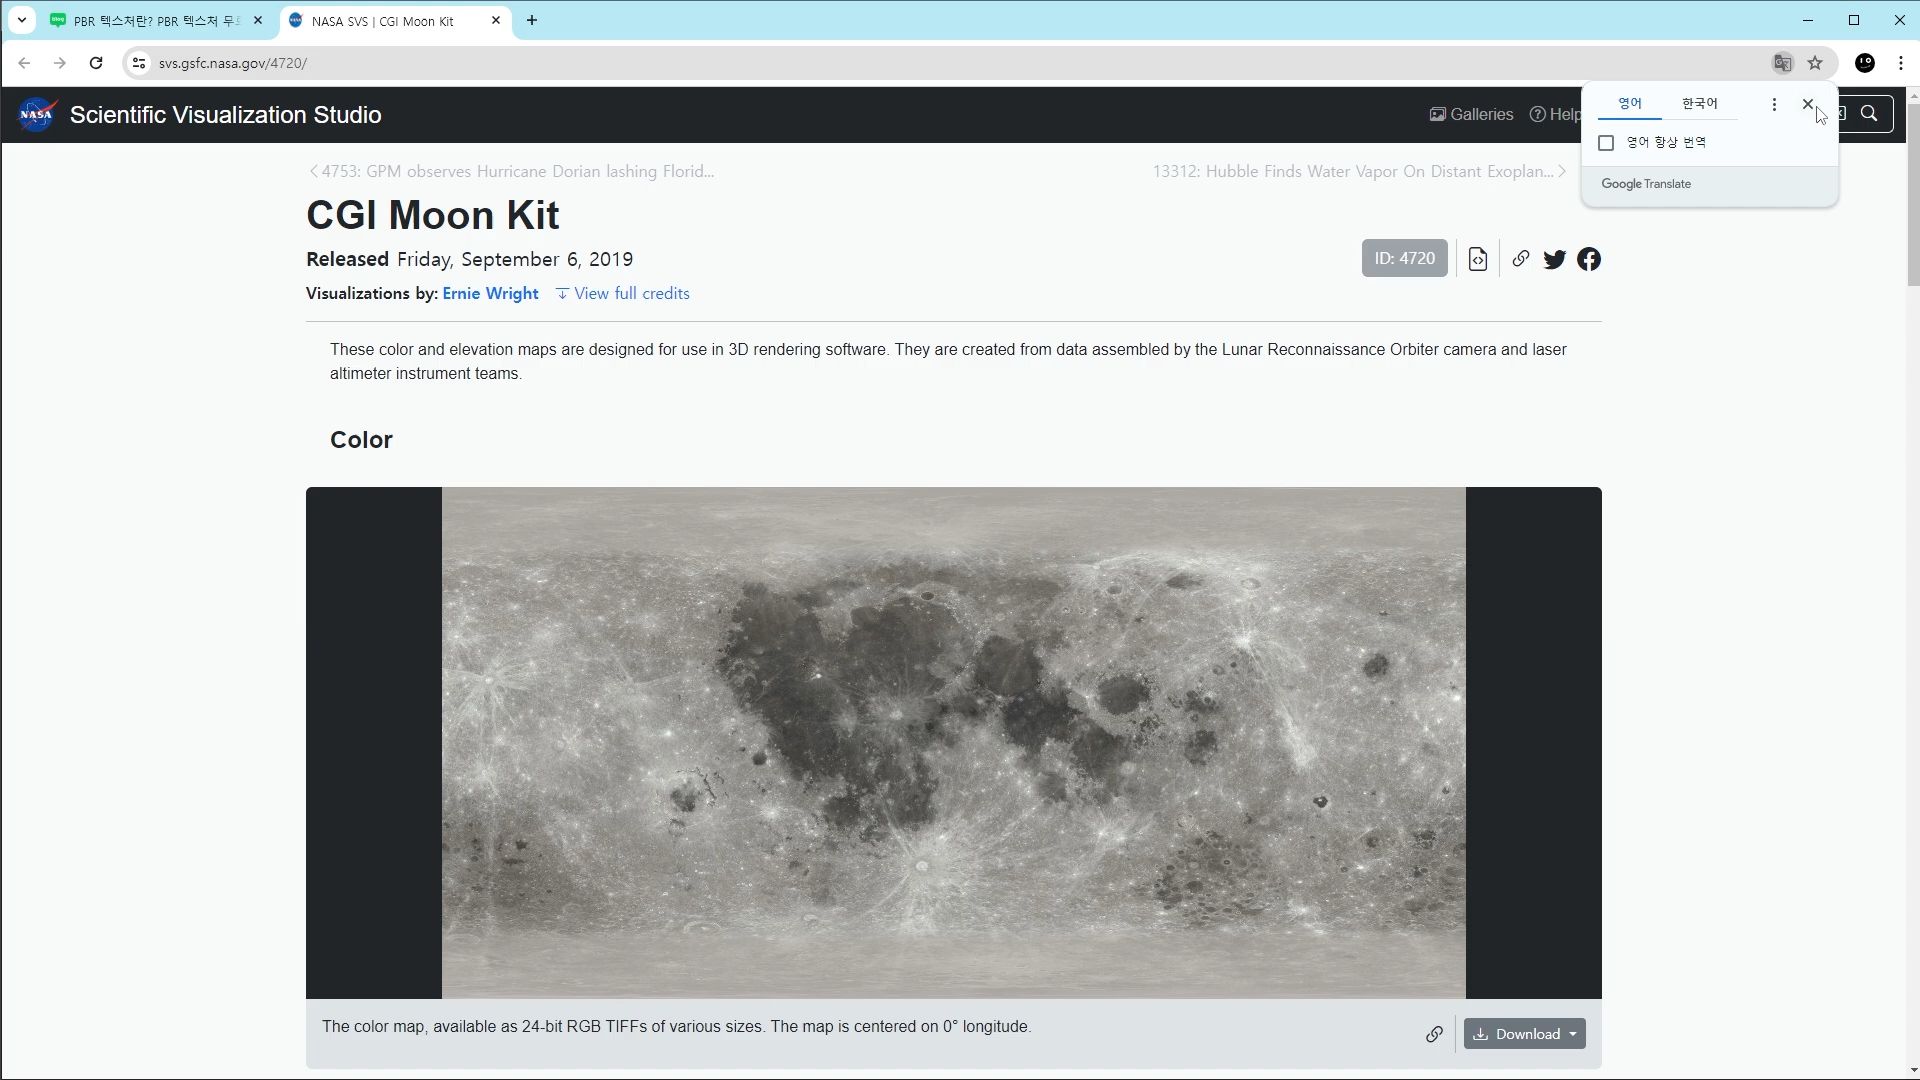 PBR 텍스처란? PBR 텍스처 무
NASA SVS | CGI Moon Kit
svs.gsfc.nasa.gov/4720/
NASA
Scientific Visualization Studio
Galleries
Help
영어
한국어
영어 항상 번역
Google Translate
4753: GPM observes Hurricane Dorian lashing Florid...
13312: Hubble Finds Water Vapor On Distant Exoplan...
CGI Moon Kit
Released Friday, September 6, 2019
ID: 4720
Visualizations by: Ernie Wright View full credits
These color and elevation maps are designed for use in 3D rendering software. They are created from data assembled by the Lunar Reconnaissance Orbiter camera and laser
altimeter instrument teams.
Color
The color map, available as 24-bit RGB TIFFs of various sizes. The map is centered on 0° longitude.
Download